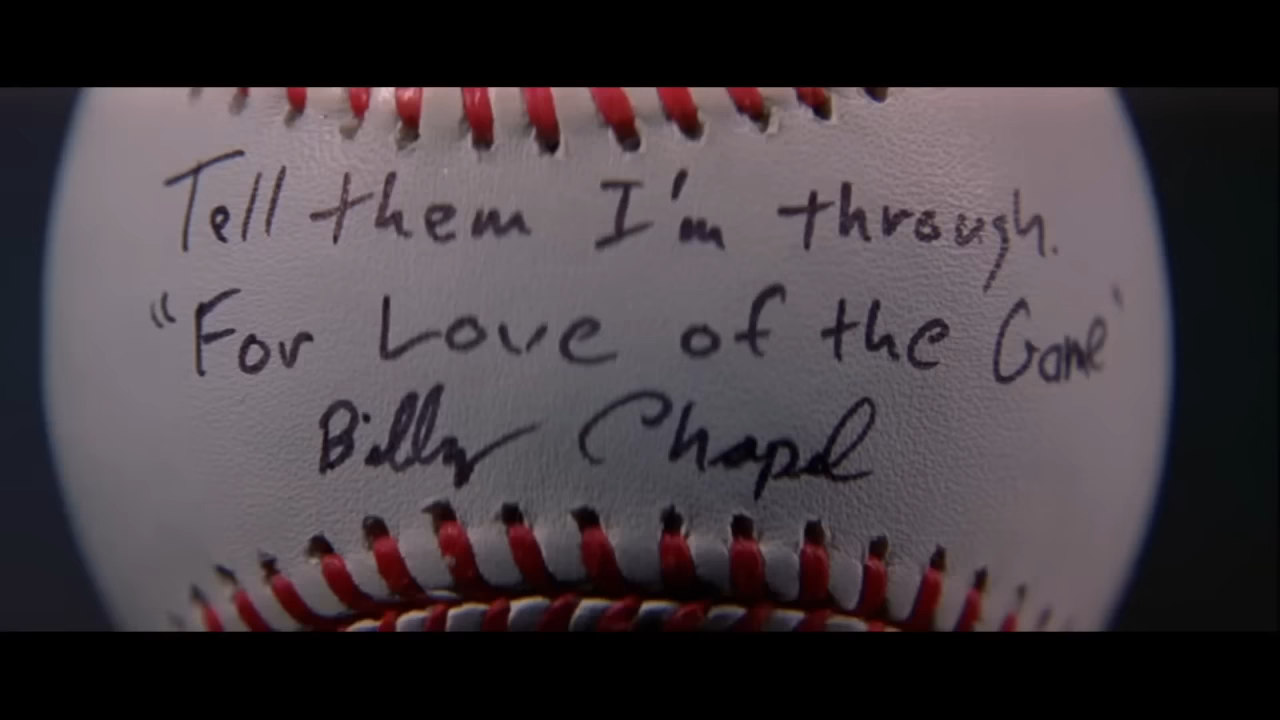 Tell them I'm through.
"For Love of the Game"
Billy Chapel